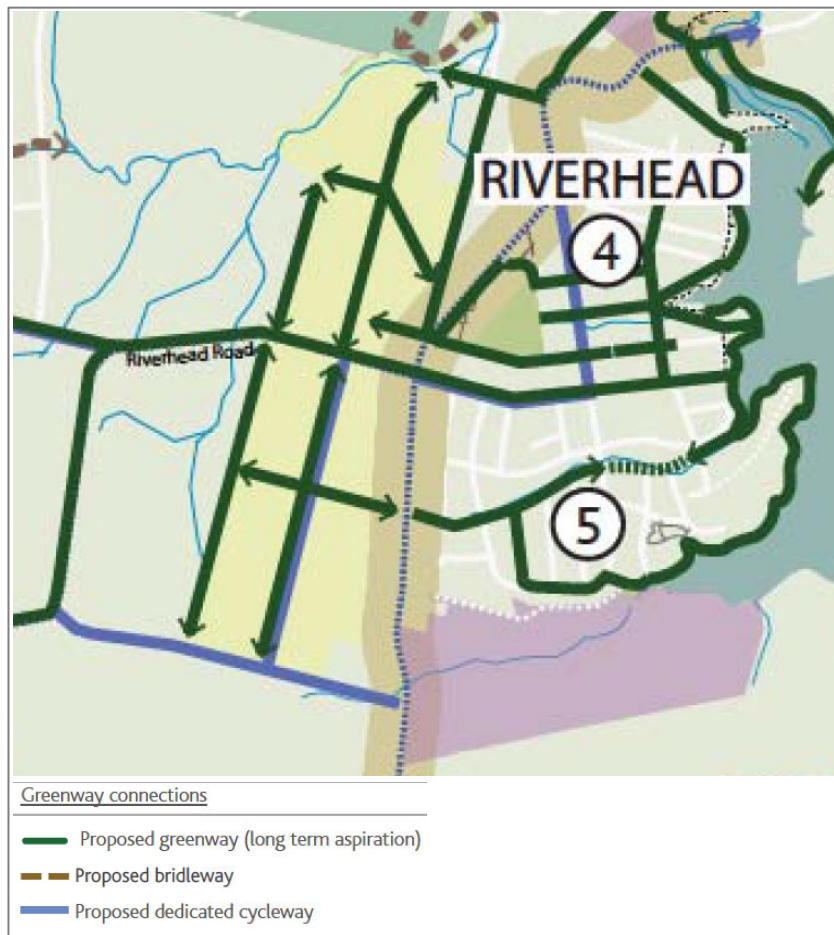 RIVERHEAD
4
Riverhead Road
5
Greenway connections
Proposed greenway (long term aspiration)
Proposed bridleway
Proposed dedicated cycleway